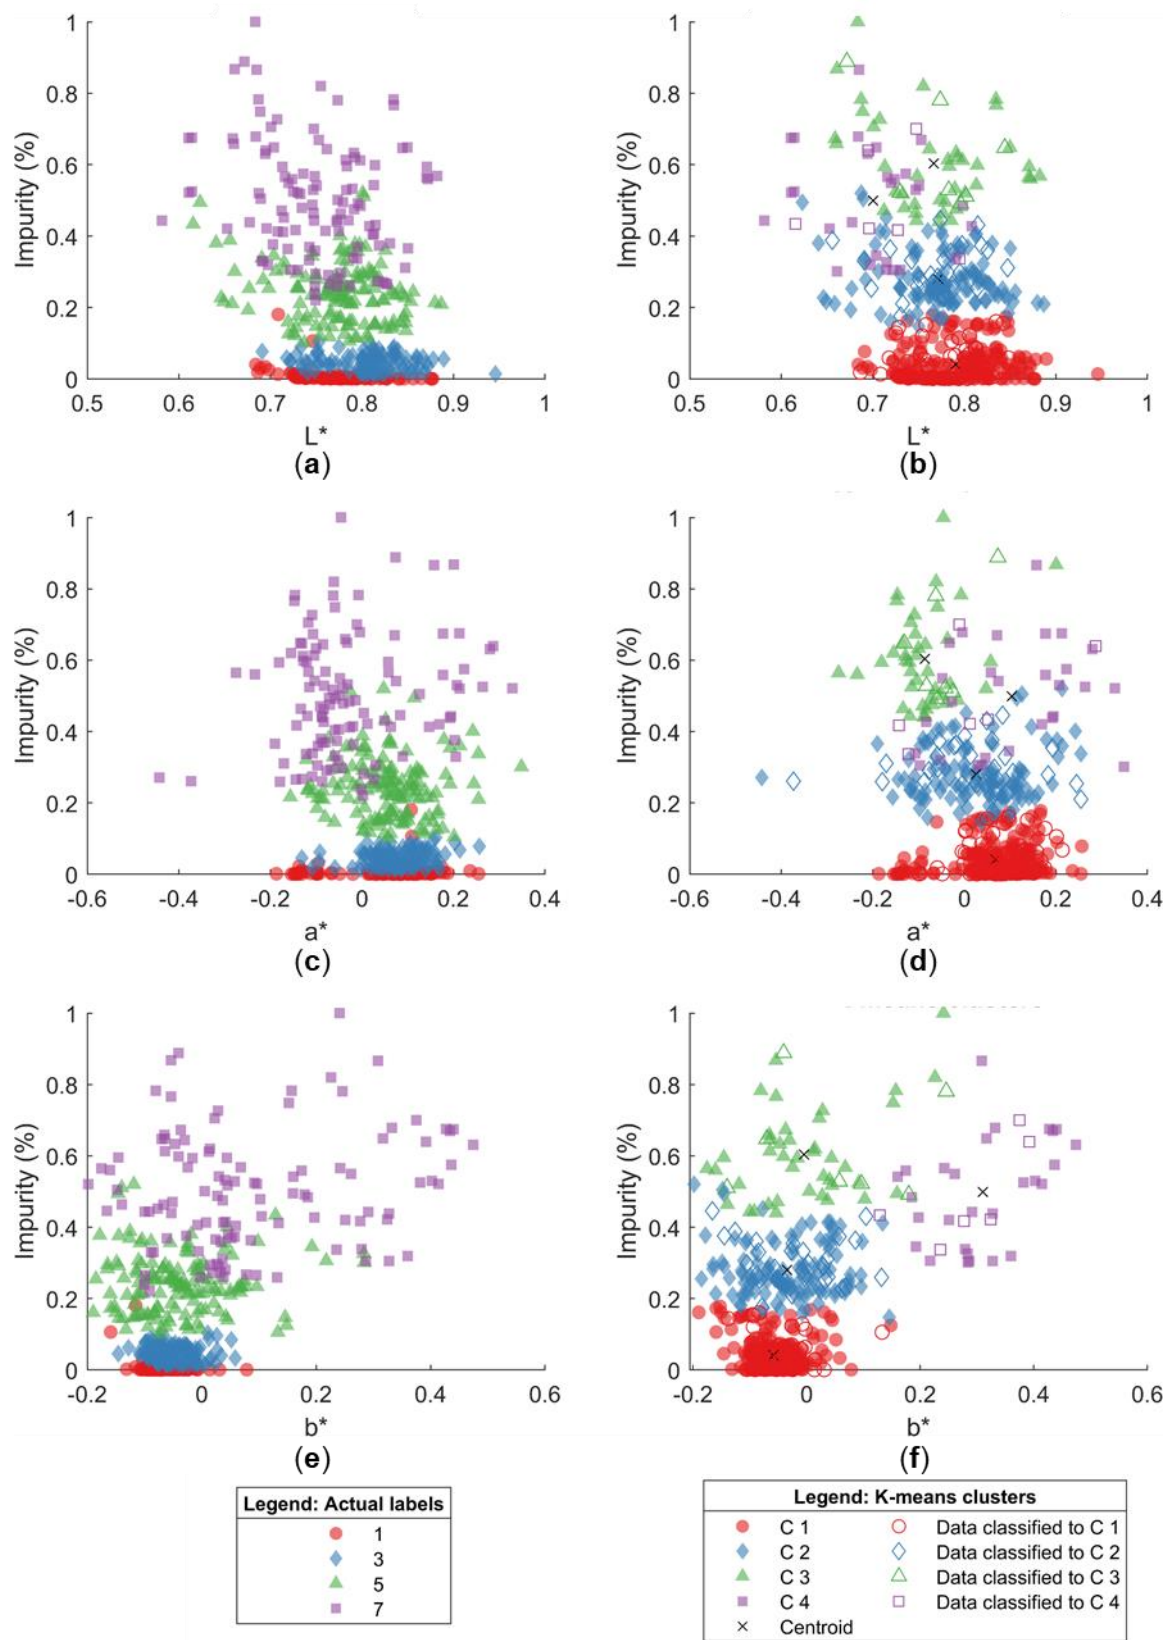 1
0.8
0.6
0.4
0.2
0
Impurity (%)
0.5 0.6 0.7 0.8 0.9 1
L*
(a)
1
0.8
0.6
0.4
0.2
0
Impurity (%)
0.5 0.6 0.7 0.8 0.9 1
L*
(b)
1
0.8
0.6
0.4
0.2
0
Impurity (%)
-0.6 -0.4 -0.2 0 0.2 0.4
a*
(c)
1
0.8
0.6
0.4
0.2
0
Impurity (%)
-0.6 -0.4 -0.2 0 0.2 0.4
a*
(d)
1
0.8
0.6
0.4
0.2
0
Impurity (%)
-0.2 0 0.2 0.4 0.6
b*
(e)
1
0.8
0.6
0.4
0.2
0
Impurity (%)
-0.2 0 0.2 0.4 0.6
b*
(f)
Legend: Actual labels
1
3
5
7
Legend: K-means clusters
C 1 Data classified to C 1
C 2 Data classified to C 2
C 3 Data classified to C 3
C 4 Data classified to C 4
Centroid